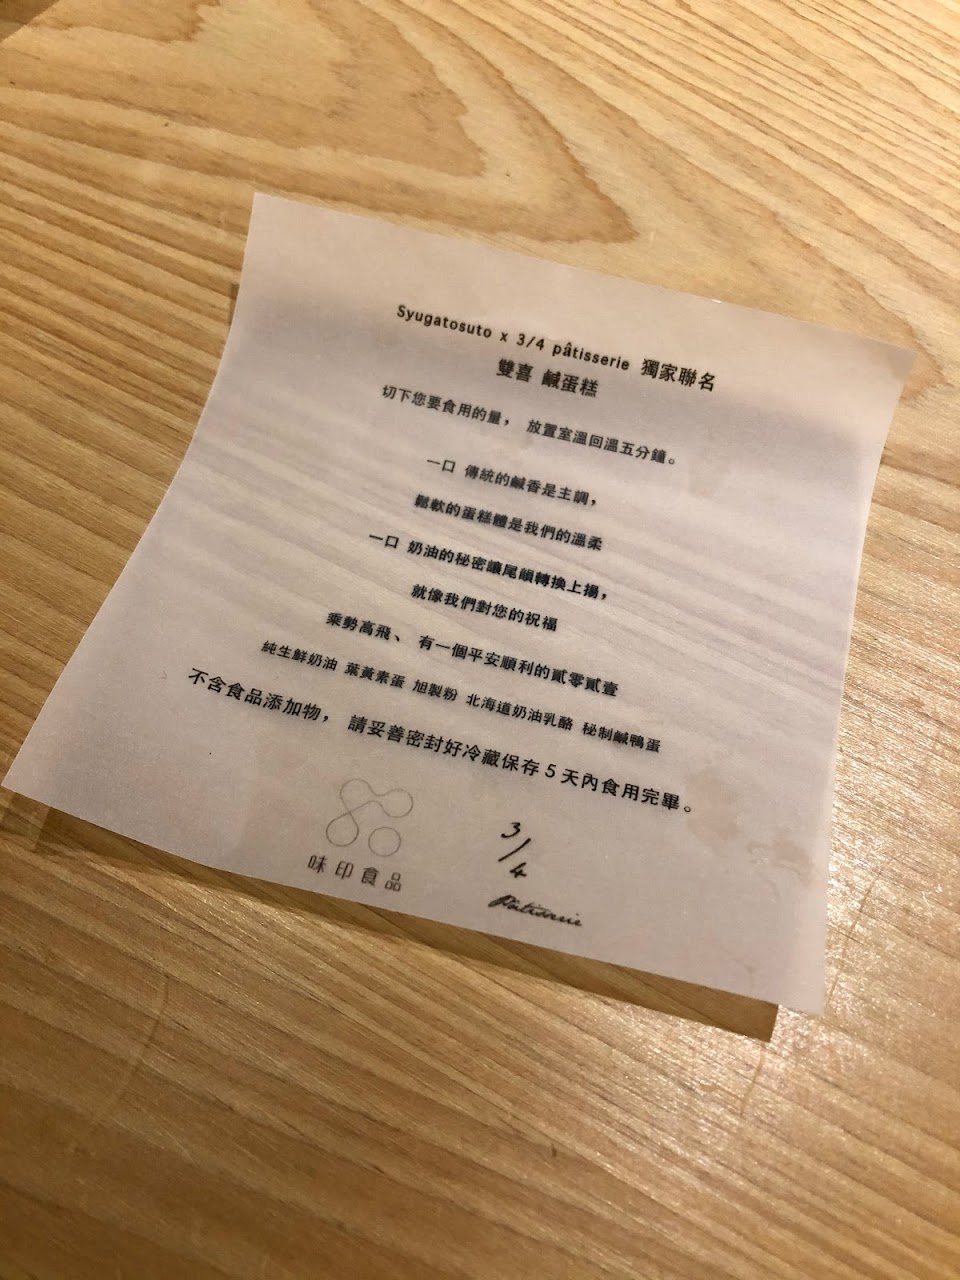 Syugatosuto x 3/4 pâtisserie 獨家聯名
雙喜 鹹蛋糕
切下您要食用的量， 放置室溫回溫五分鐘。
一口 傳統的鹹香是主調，
鬆軟的蛋糕體是我們的溫柔
一口 奶油的秘密讓尾韻轉換上揚，
就像我們對您的祝福
乘勢高飛、 有一個平安順利的貳零貳壹
純生鮮奶油 葉黃素蛋 旭製粉 北海道奶油乳酪 秘制鹹鴨蛋
不含食品添加物， 請妥善密封好冷藏保存 5 天內食用完畢。
味印食品
3/4
Pâtisserie